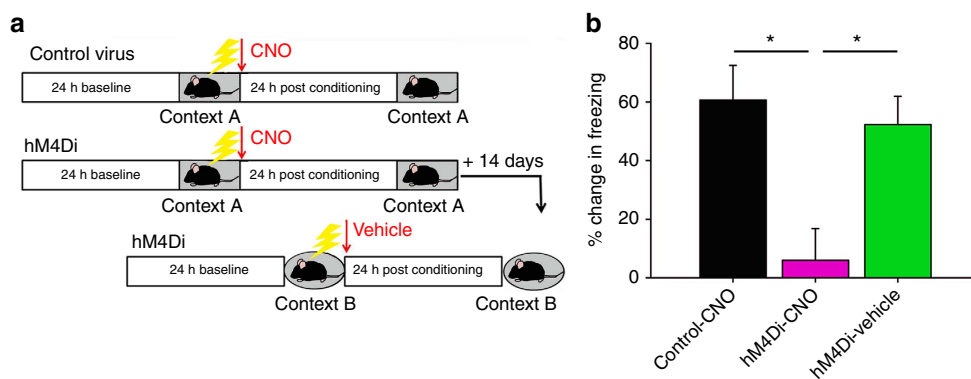 a
Control virus
CNO
24 h baseline
24 h post conditioning
Context A
Context A
hM4Di
CNO
+ 14 days
24 h baseline
24 h post conditioning
Context A
Context A
hM4Di
Vehicle
24 h baseline
24 h post conditioning
Context B
Context B
b
% change in freezing
80
60
40
20
0
*
*
Control-CNO
hM4Di-CNO
hM4Di-vehicle